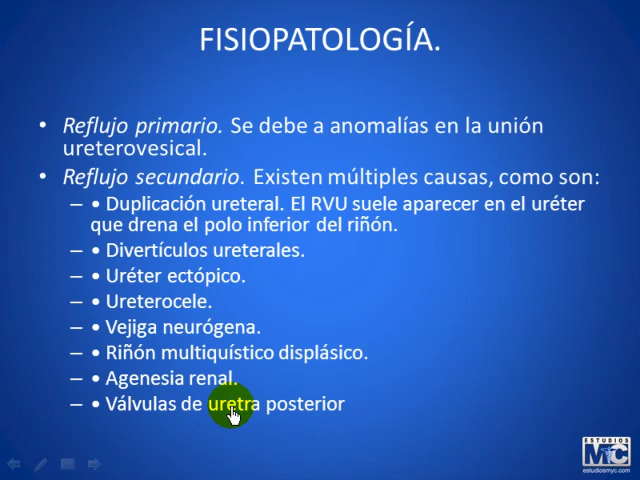 FISIOPATOLOGÍA.
• Reflujo primario. Se debe a anomalías en la unión
ureterovesical.
• Reflujo secundario. Existen múltiples causas, como son:
– • Duplicación ureteral. El RVU suele aparecer en el uréter
que drena el polo inferior del riñón.
– • Divertículos ureterales.
– • Uréter ectópico.
– • Ureterocele.
– • Vejiga neurógena.
– • Riñón multiquístico displásico.
– • Agenesia renal.
– • Válvulas de uretra posterior
ESTUDIOS
MyC
estudiosmyc.com